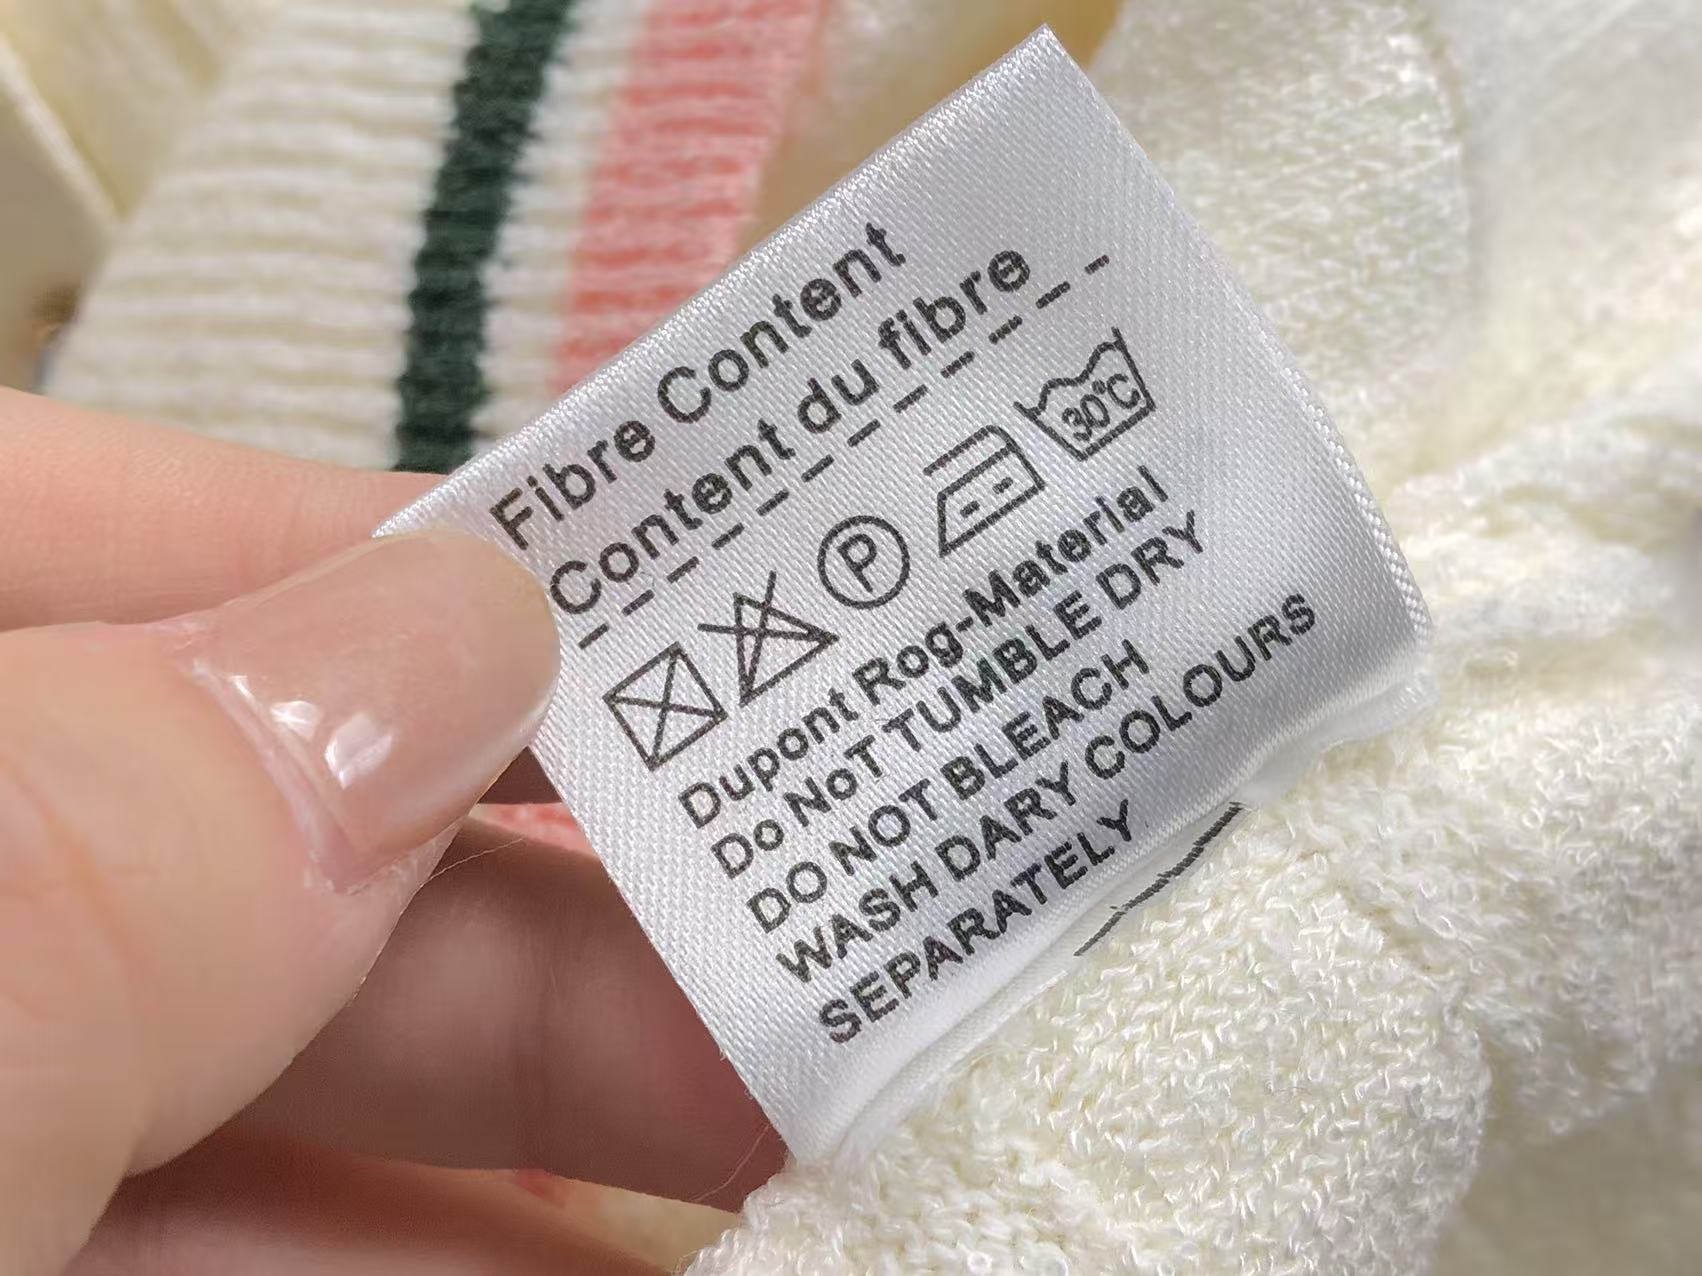 Fibre Content
Content du fibre
P 30°C
Dupont Rog-Material
Do NoT TUMBLE DRY
DO NOT BLEACH
WASH DARY COLOURS
SEPARATELY